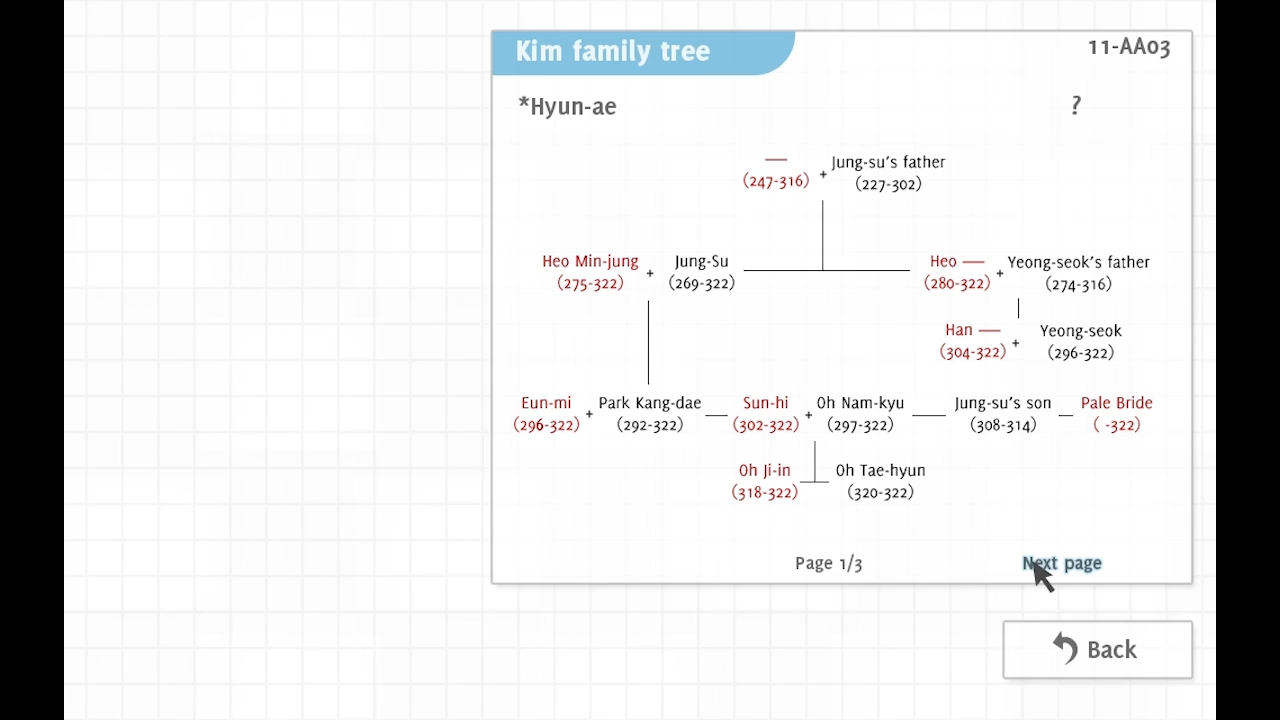 Kim family tree
11-AA03
*Hyun-ae ?
— + Jung-su's father
(247-316) (227-302)
Heo Min-jung + Jung-Su Heo — + Yeong-seok's father
(275-322) (269-322) (280-322) (274-316)
Han — + Yeong-seok
(304-322) (296-322)
Eun-mi + Park Kang-dae — Sun-hi + Oh Nam-kyu — Jung-su's son — Pale Bride
(296-322) (292-322) (302-322) (297-322) (308-314) ( -322)
Oh Ji-in Oh Tae-hyun
(318-322) (320-322)
Page 1/3 Next page
Back